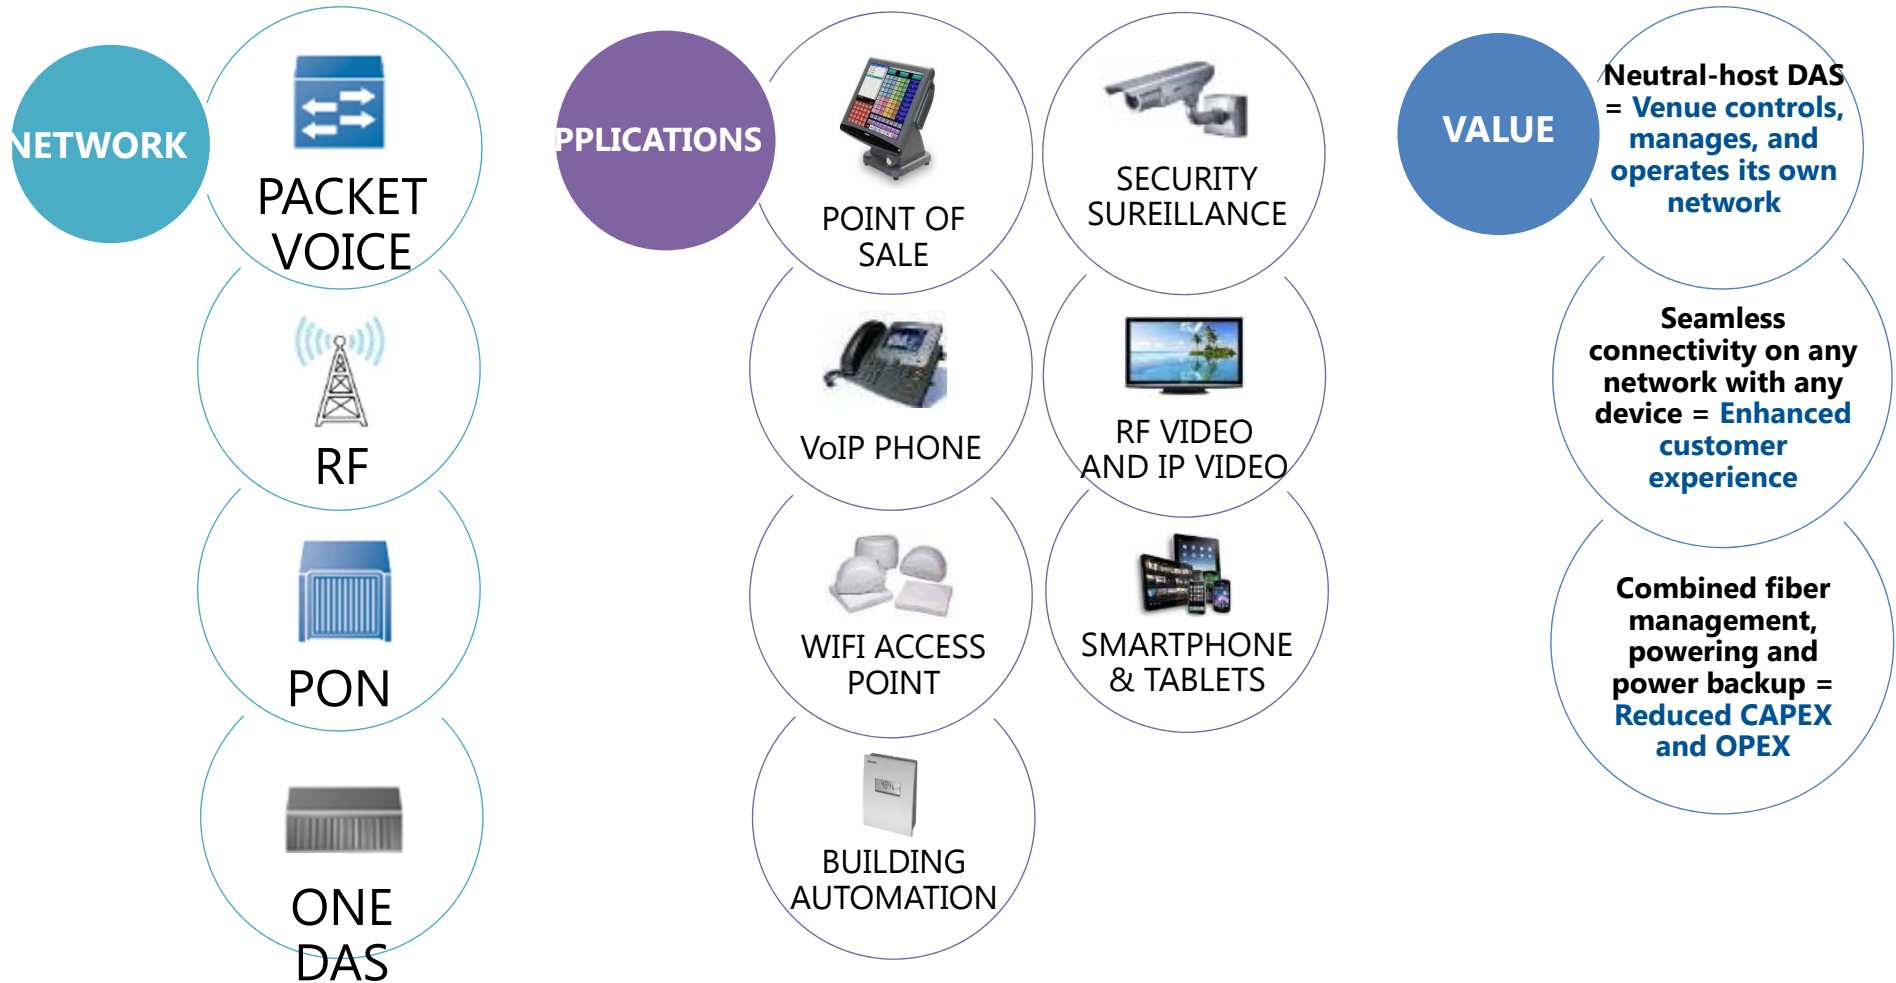 NETWORK
PACKET
VOICE
RF
PON
ONE
DAS
PPLICATIONS
POINT OF
SALE
VoIP PHONE
WIFI ACCESS
POINT
BUILDING
AUTOMATION
SECURITY
SUREILLANCE
RF VIDEO
AND IP VIDEO
SMARTPHONE
& TABLETS
VALUE
Neutral-host DAS
= Venue controls,
manages, and
operates its own
network
Seamless
connectivity on any
network with any
device = Enhanced
customer
experience
Combined fiber
management,
powering and
power backup =
Reduced CAPEX
and OPEX